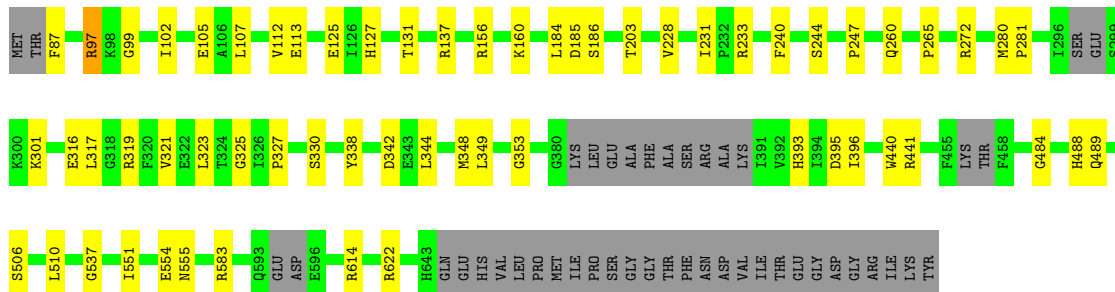 MET THR F87 R97 K98 G99 I102 E105 A106 L107 V112 E113 E125 I126 H127 T131 R137 R156 K160 L184 D185 S186 T203 V228 I231 P232 R233 F240 S244 P247 Q260 P265 R272 M280 P281 I296 SER GLU S299
K300 K301 E316 L317 G318 R319 F320 V321 E322 L323 T324 G325 I326 P327 S330 Y338 D342 E343 L344 M348 L349 G353 G380 LYS LEU GLU ALA PHE ALA SER ARG ALA LYS I391 V392 H393 I394 D395 I396 W440 R441 F455 LYS THR F458 G484 H488 Q489
S506 L510 G537 I551 E554 N555 R583 Q593 GLU ASP E596 R614 R622 H643 GLN GLU HIS VAL LEU PRO MET ILE PRO SER GLY GLY THR PHE ASN ASP VAL ILE THR GLU GLY ASP GLY ARG ILE LYS TYR